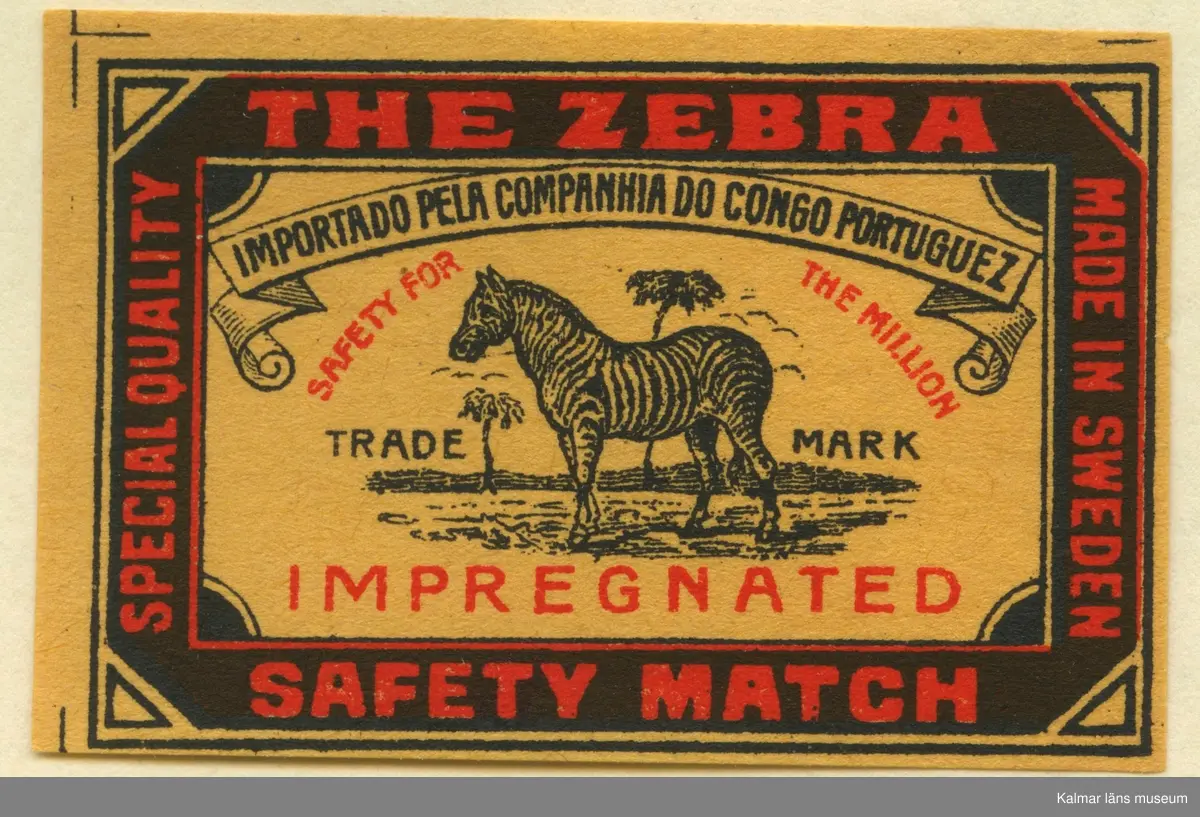 THE ZEBRA
SPECIAL QUALITY
IMPORTADO PELA COMPANHIA DO CONGO PORTUGUEZ
MADE IN SWEDEN
SAFETY FOR
THE MILLION
TRADE MARK
IMPREGNATED
SAFETY MATCH
Kalmar läns museum